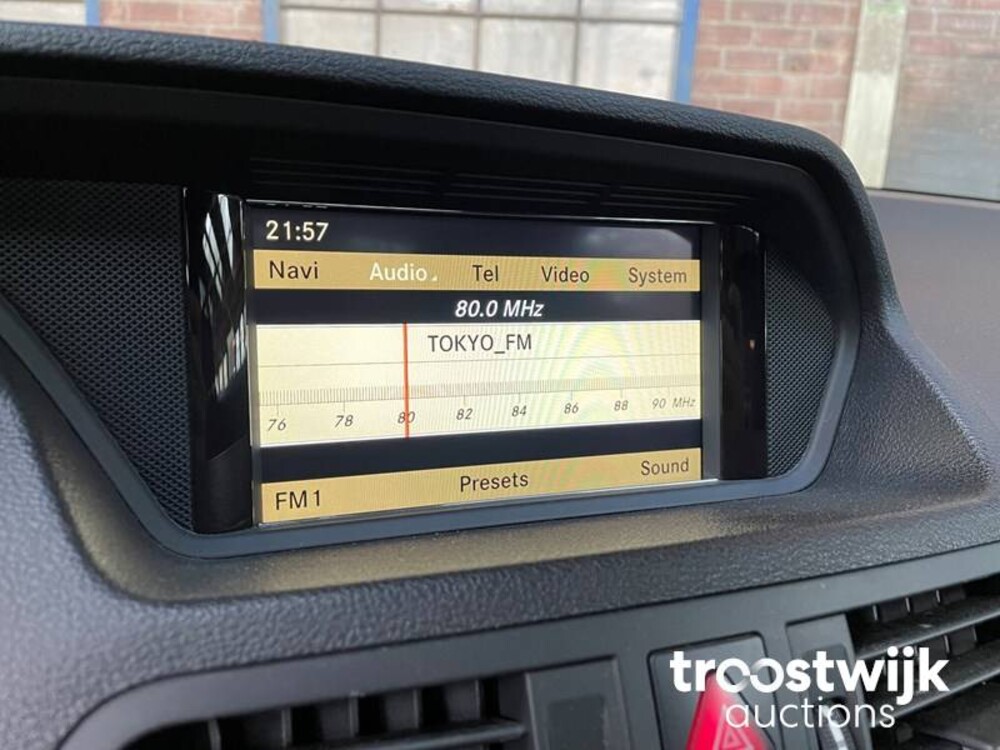 21:57
Navi Audio Tel Video System
80.0 MHz
TOKYO_FM
76 78 80 82 84 86 88 90 MHz
FM1 Presets Sound
troostwijk
auctions